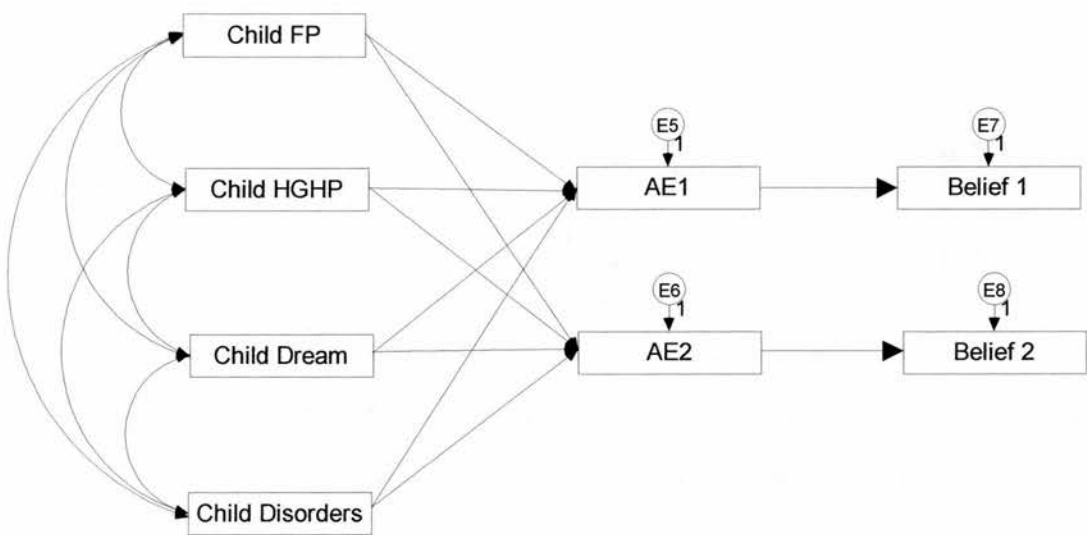 Child FP
E5
1
E7
1
Child HGHP
AE1
Belief 1
E6
1
E8
1
Child Dream
AE2
Belief 2
Child Disorders